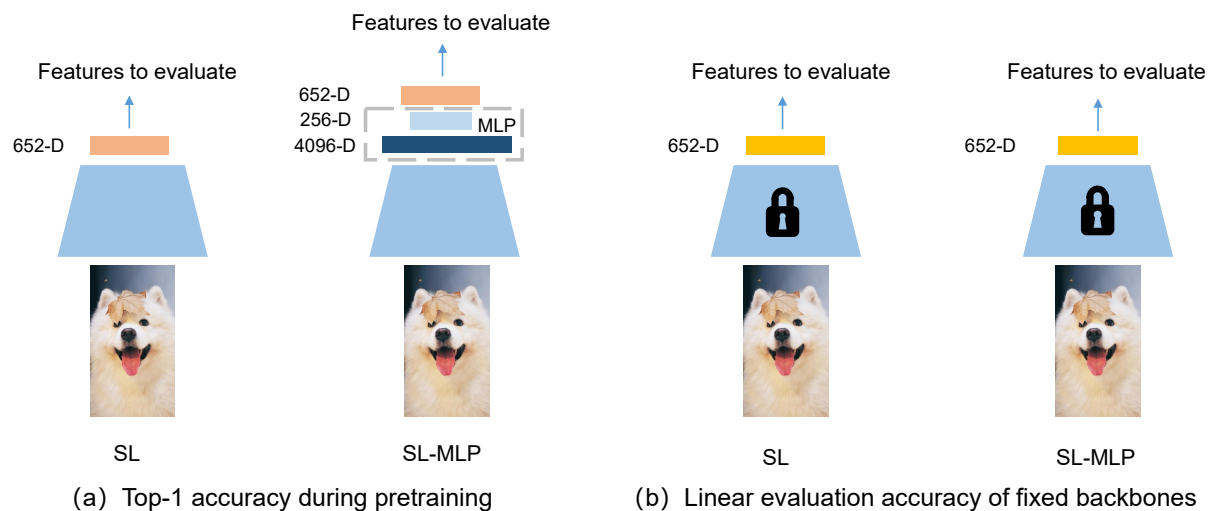 Features to evaluate
Features to evaluate
652-D
652-D
256-D
MLP
4096-D
SL
SL-MLP
(a) Top-1 accuracy during pretraining
Features to evaluate
Features to evaluate
652-D
652-D
SL
SL-MLP
(b) Linear evaluation accuracy of fixed backbones